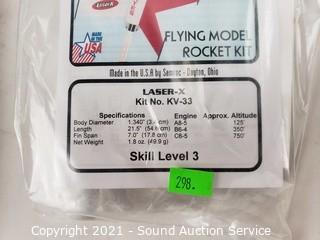 MADE IN THE
USA
FLYING MODEL
ROCKET KIT
Made in the U.S.A by Semroc - Dayton, Ohio
LASER-X
Kit No. KV-33
Specifications Engine Approx. Altitude
Body Diameter 1.340" (3.4 cm) A8-5 125'
Length 21.5" (54.6 cm) B6-4 350'
Fin Span 7.0" (17.8 cm) C6-5 750'
Net Weight 1.8 oz. (49.9g)
Skill Level 3
298.
Copyright 2021 - Sound Auction Service